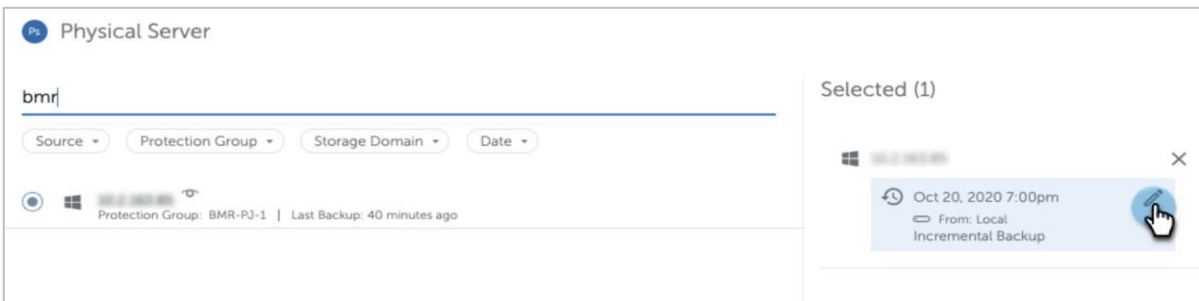 Ps Physical Server
bmr
Source Protection Group Storage Domain Date
Protection Group: BMR-PJ-1 | Last Backup: 40 minutes ago
Selected (1)
Oct 20, 2020 7:00pm
From: Local
Incremental Backup